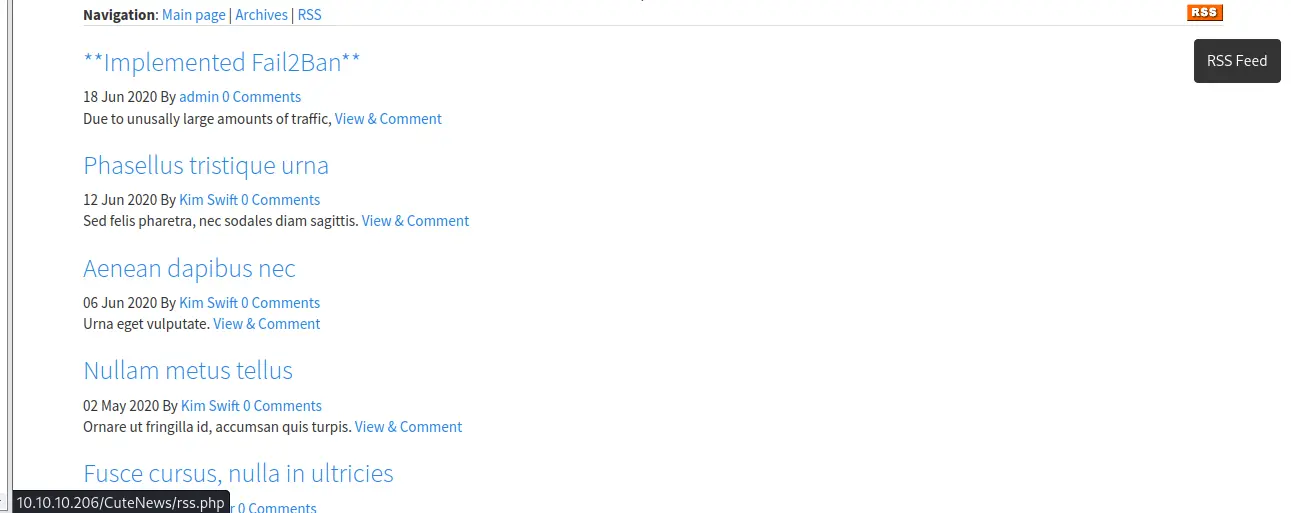 Navigation: Main page | Archives | RSS
RSS
**Implemented Fail2Ban**
RSS Feed
18 Jun 2020 By admin 0 Comments
Due to unusally large amounts of traffic, View & Comment
Phasellus tristique urna
12 Jun 2020 By Kim Swift 0 Comments
Sed felis pharetra, nec sodales diam sagittis. View & Comment
Aenean dapibus nec
06 Jun 2020 By Kim Swift 0 Comments
Urna eget vulputate. View & Comment
Nullam metus tellus
02 May 2020 By Kim Swift 0 Comments
Ornare ut fringilla id, accumsan quis turpis. View & Comment
Fusce cursus, nulla in ultricies
10.10.10.206/CuteNews/rss.php
r 0 Comments